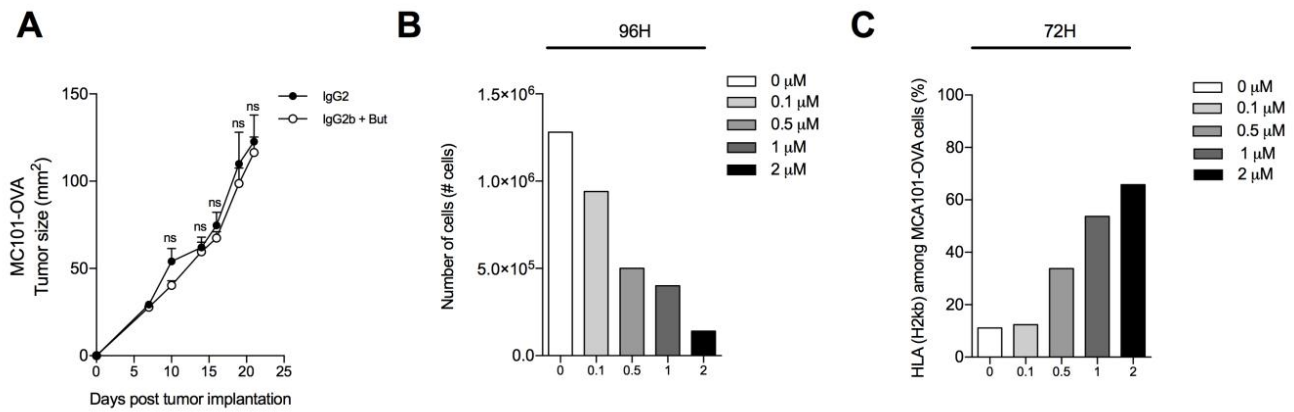 A
MC101-OVA
Tumor size (mm²)
150
100
50
0
ns
ns
ns
ns
ns
0 5 10 15 20 25
Days post tumor implantation
IgG2
IgG2b + But
B
96H
Number of cells (# cells)
1.5×10⁶
1.0×10⁶
5.0×10⁵
0.0
0 0.1 0.5 1 2
0 µM
0.1 µM
0.5 µM
1 µM
2 µM
C
72H
HLA (H2kb) among MCA101-OVA cells (%)
100
80
60
40
20
0
0 0.1 0.5 1 2
0 µM
0.1 µM
0.5 µM
1 µM
2 µM